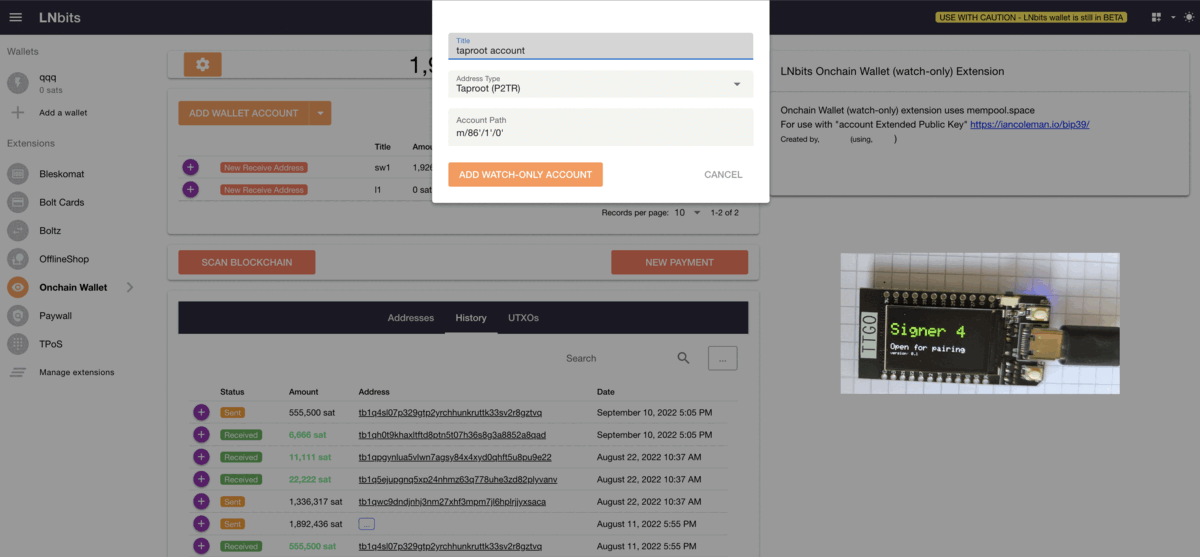 LNbits
USE WITH CAUTION - LNbits wallet is still in BETA
Wallets
qqq
0 sats
Add a wallet
Extensions
Bleskomat
Bolt Cards
Boltz
OfflineShop
Onchain Wallet
Paywall
TPoS
Manage extensions
ADD WALLET ACCOUNT
Title
New Receive Address sw1
New Receive Address l1 0 sat
Records per page: 10 1-2 of 2
Title
taproot account
Address Type
Taproot (P2TR)
Account Path
m/86'/1'/0'
ADD WATCH-ONLY ACCOUNT CANCEL
LNbits Onchain Wallet (watch-only) Extension
Onchain Wallet (watch-only) extension uses mempool.space
For use with "account Extended Public Key" https://iancoleman.io/bip39/
Created by, (using, )
SCAN BLOCKCHAIN NEW PAYMENT
Addresses History UTXOs
Search ...
Status Amount Address Date
Sent 555,500 sat tb1q4sl07p329gtp2yrchhunkruttk33sv2r8gztvq September 10, 2022 5:05 PM
Received 6,666 sat tb1qh0t9khaxltftd8ptn5t07h36s8g3a8852a8qad September 10, 2022 5:05 PM
Received 11,111 sat tb1qpgynlua5vlwn7agsy84x4xyd0qhft5u8pu9e22 August 22, 2022 10:37 AM
Received 22,222 sat tb1q5ejupgnq5xp24nhmz63q778uhe3zd82plyvanv August 22, 2022 10:37 AM
Sent 1,336,317 sat tb1qwc9dndjnhj3nm27xhf3mpm7jl6hplrjjyxsaca August 22, 2022 10:37 AM
Sent 1,892,436 sat ... August 11, 2022 5:55 PM
Received 555,500 sat tb1q4sl07p329gtp2yrchhunkruttk33sv2r8gztvq August 11, 2022 5:55 PM
TTGO
Signer 4
Open for pairing